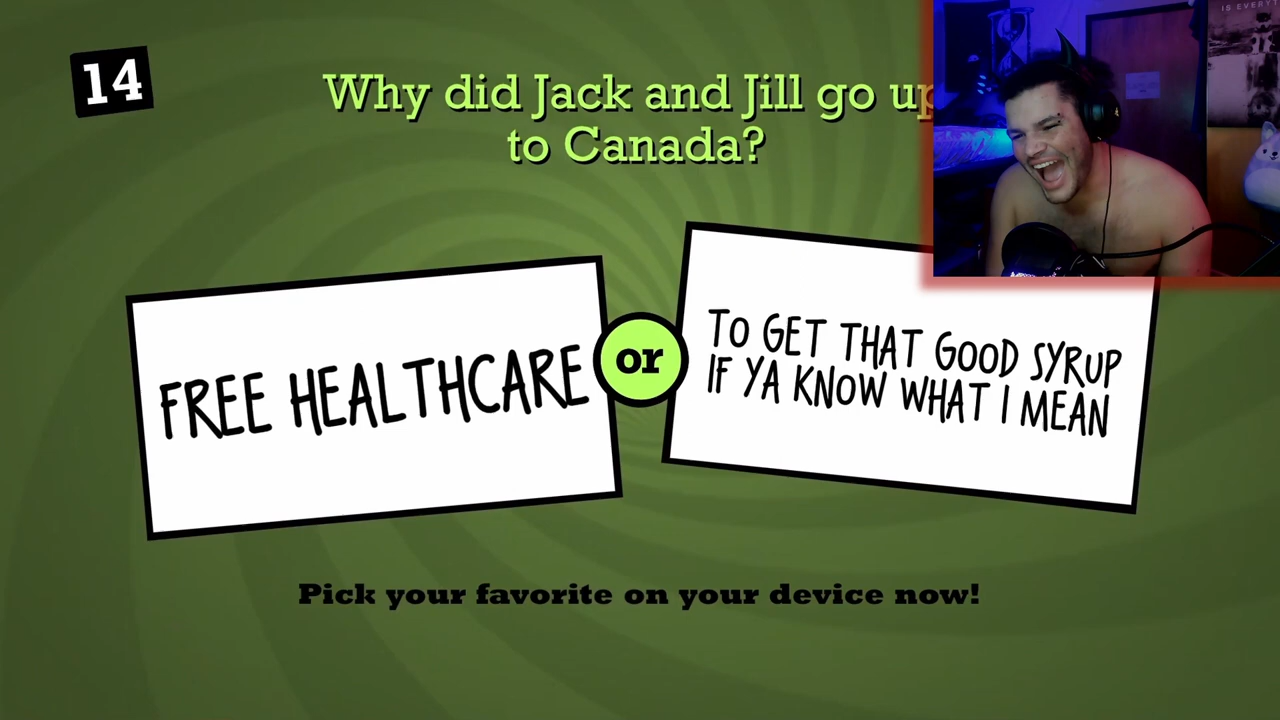 14
Why did Jack and Jill go up
to Canada?
FREE HEALTHCARE
or
TO GET THAT GOOD SYRUP
IF YA KNOW WHAT I MEAN
Pick your favorite on your device now!